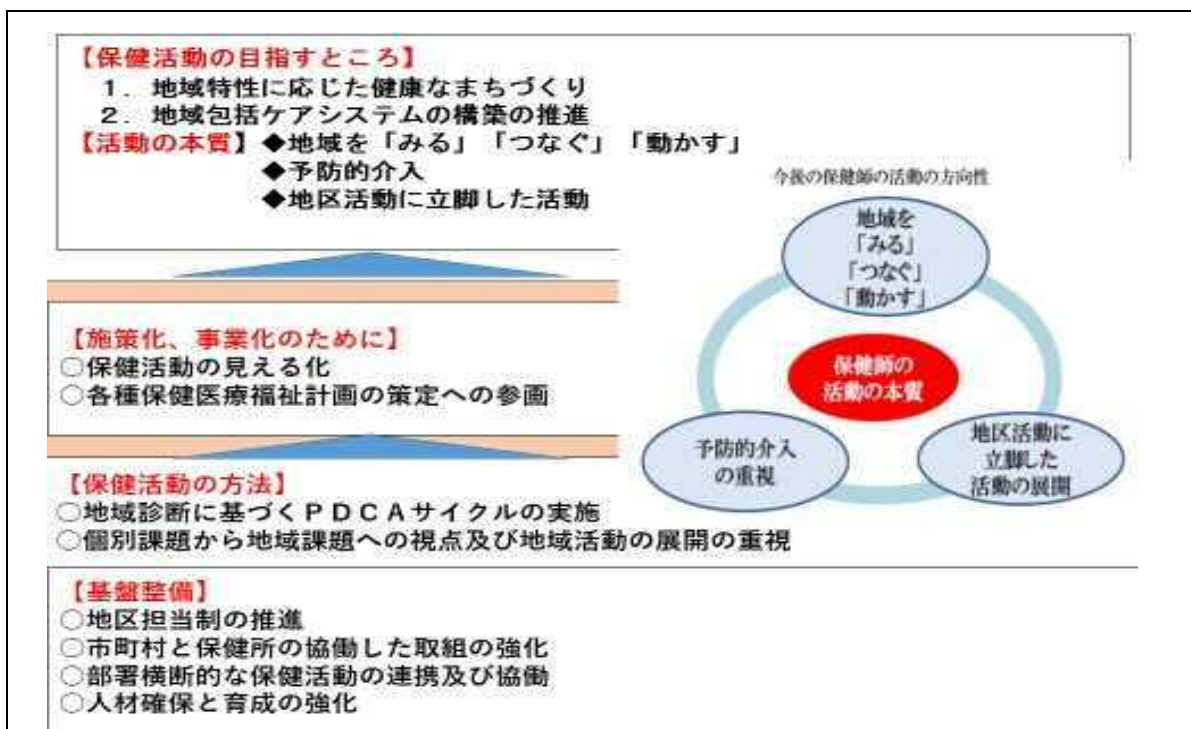 【保健活動の目指すところ】
１．地域特性に応じた健康なまちづくり
２．地域包括ケアシステムの構築の推進
【活動の本質】◆地域を「みる」「つなぐ」「動かす」
◆予防的介入
◆地区活動に立脚した活動
今後の保健師の活動の方向性
地域を
「みる」
「つなぐ」
「動かす」
保健師の
活動の本質
予防的介入
の重視
地区活動に
立脚した
活動の展開
【施策化、事業化のために】
○保健活動の見える化
○各種保健医療福祉計画の策定への参画
【保健活動の方法】
○地域診断に基づくＰＤＣＡサイクルの実施
○個別課題から地域課題への視点及び地域活動の展開の重視
【基盤整備】
○地区担当制の推進
○市町村と保健所の協働した取組の強化
○部署横断的な保健活動の連携及び協働
○人材確保と育成の強化